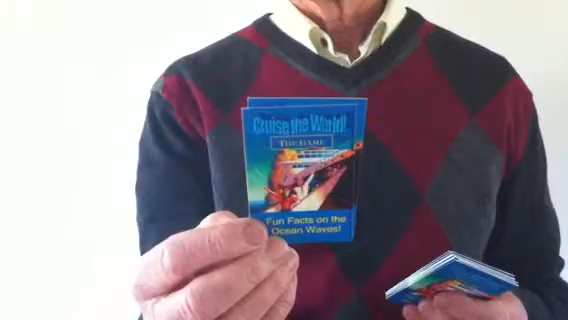 Cruise the World!
THE GAME
Fun Facts on the
Ocean Waves!